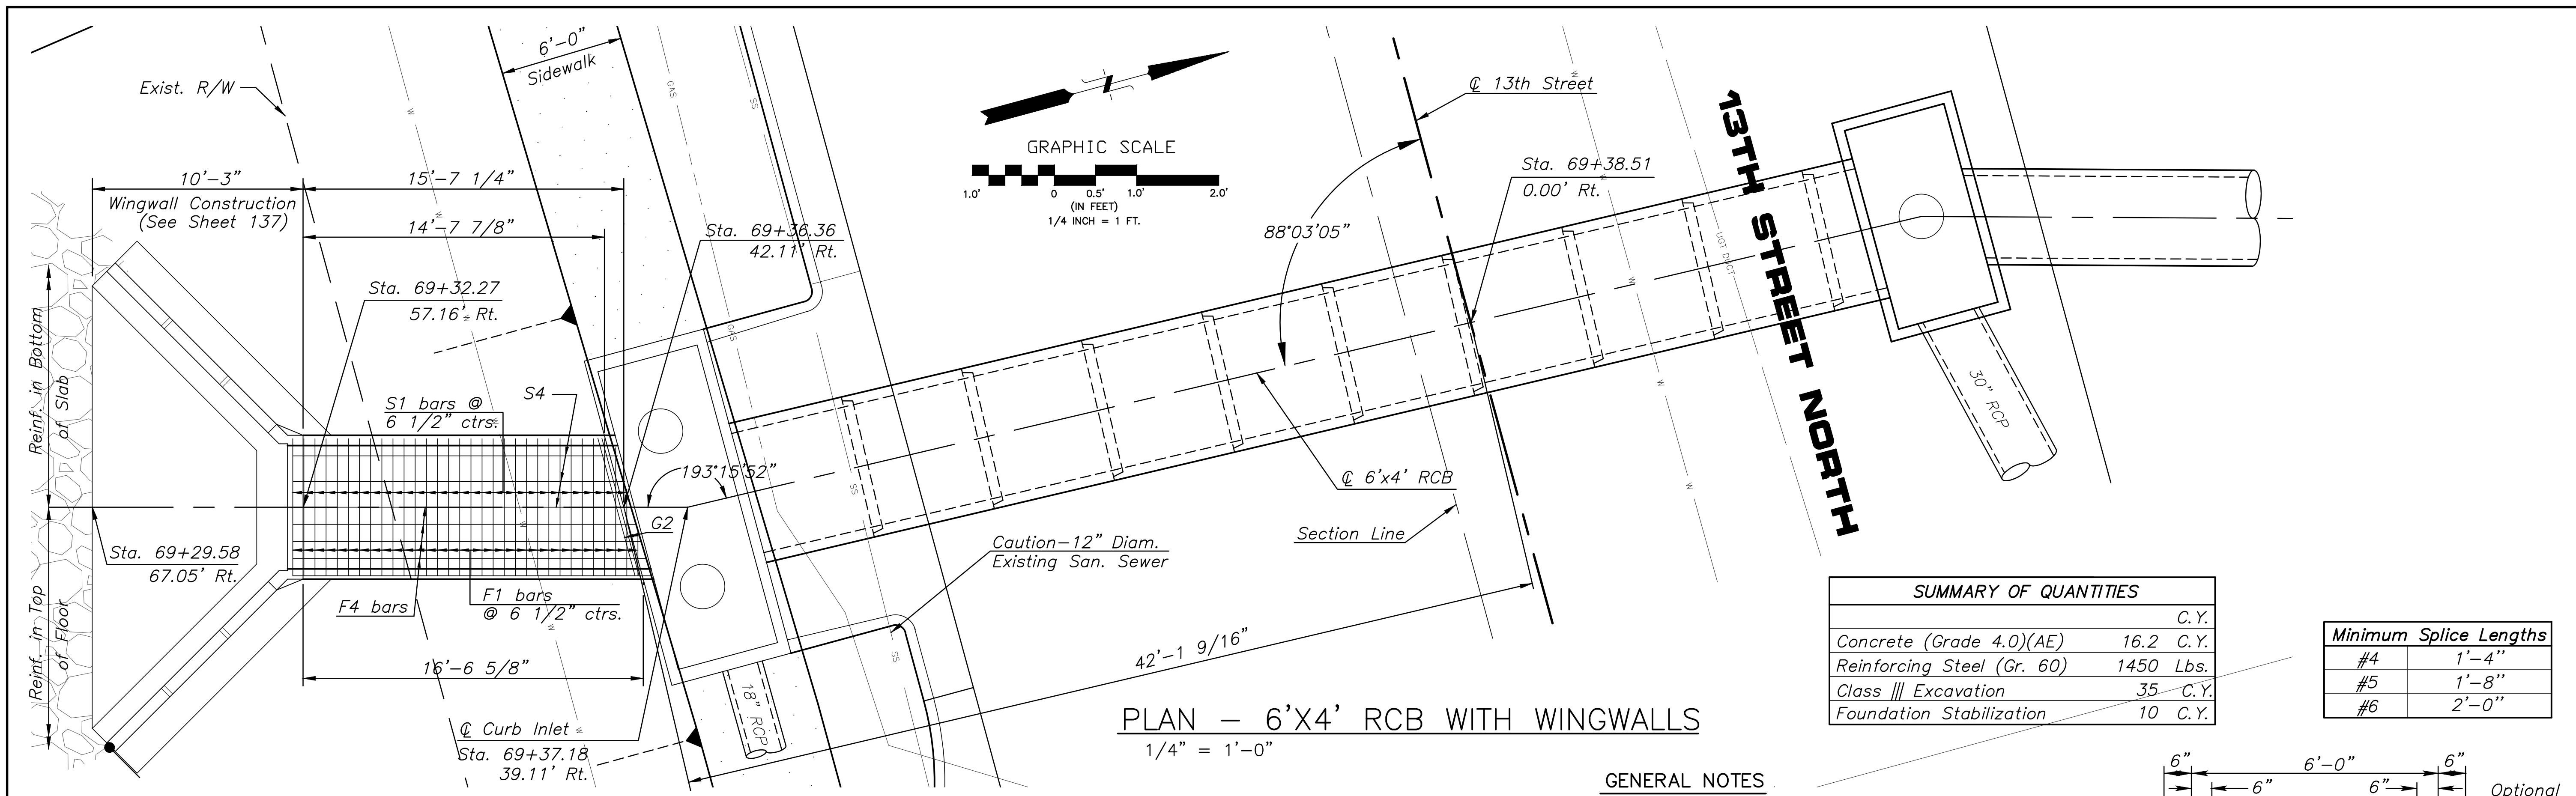 6'-0"
Sidewalk
Exist. R/W
GAS
SS
W
N
GRAPHIC SCALE
1.0'
0
0.5'
1.0'
2.0'
(IN FEET)
1/4 INCH = 1 FT.
℄ 13th Street
W
13TH STREET NORTH
Sta. 69+38.51
0.00' Rt.
88°03'05"
UGT DUCT
W
10'-3"
15'-7 1/4"
Wingwall Construction
(See Sheet 137)
14'-7 7/8"
W
Sta. 69+36.36
42.11' Rt.
Sta. 69+32.27
57.16' Rt.
W
GAS
Reinf. in Bottom
of Slab
S1 bars @
6 1/2" ctrs.
S4
W
193°15'52"
30" RCP
℄ 6'x4' RCB
SS
W
G2
W
Section Line
Sta. 69+29.58
67.05' Rt.
Caution-12" Diam.
Existing San. Sewer
Reinf. in Top
of Floor
F4 bars
F1 bars
@ 6 1/2" ctrs.
W
SS
16'-6 5/8"
42'-1 9/16"
18" RCP
℄ Curb Inlet
W
Sta. 69+37.18
39.11' Rt.
PLAN - 6'X4' RCB WITH WINGWALLS
1/4" = 1'-0"
SUMMARY OF QUANTITIES
C.Y.
Concrete (Grade 4.0)(AE) 16.2 C.Y.
Reinforcing Steel (Gr. 60) 1450 Lbs.
Class III Excavation 35 C.Y.
Foundation Stabilization 10 C.Y.
Minimum Splice Lengths
#4 1'-4"
#5 1'-8"
#6 2'-0"
GENERAL NOTES
6" 6'-0" 6"
6" 6" Optional